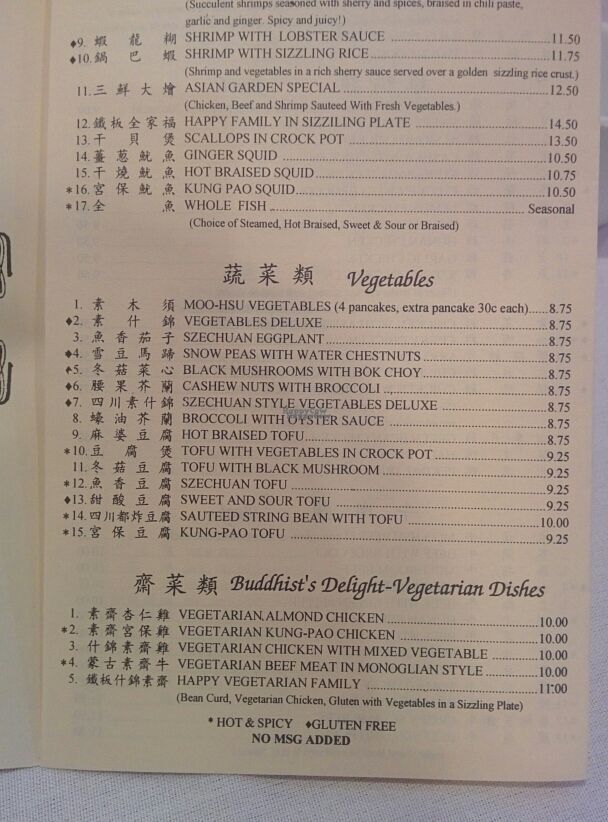 (Succulent shrimps seasoned with sherry and spices, braised in chili paste,
garlic and ginger. Spicy and juicy!)
♦9. 蝦龍糊 SHRIMP WITH LOBSTER SAUCE 11.50
♦10. 鍋巴蝦 SHRIMP WITH SIZZLING RICE 11.75
(Shrimp and vegetables in a rich sherry sauce served over a golden sizzling rice crust.)
11. 三鮮大燴 ASIAN GARDEN SPECIAL 12.50
(Chicken, Beef and Shrimp Sauteed With Fresh Vegetables.)
12. 鐵板全家福 HAPPY FAMILY IN SIZZILING PLATE 14.50
13. 干貝煲 SCALLOPS IN CROCK POT 13.50
14. 薑葱魷魚 GINGER SQUID 10.50
15. 干燒魷魚 HOT BRAISED SQUID 10.75
*16. 宮保魷魚 KUNG PAO SQUID 10.50
*17. 全魚 WHOLE FISH Seasonal
(Choice of Steamed, Hot Braised, Sweet & Sour or Braised)
蔬菜類 Vegetables
1. 素木須 MOO-HSU VEGETABLES (4 pancakes, extra pancake 30c each) 8.75
♦2. 素什錦 VEGETABLES DELUXE 8.75
3. 魚香茄子 SZECHUAN EGGPLANT 8.75
♦4. 雪豆馬蹄 SNOW PEAS WITH WATER CHESTNUTS 8.75
♠5. 冬菇菜心 BLACK MUSHROOMS WITH BOK CHOY 8.75
♦6. 腰果芥蘭 CASHEW NUTS WITH BROCCOLI 8.75
♦7. 四川素什錦 SZECHUAN STYLE VEGETABLES DELUXE 8.75
8. 蠔油芥蘭 BROCCOLI WITH OYSTER SAUCE 8.75
9. 麻婆豆腐 HOT BRAISED TOFU 8.75
*10. 豆腐煲 TOFU WITH VEGETABLES IN CROCK POT 9.25
11. 冬菇豆腐 TOFU WITH BLACK MUSHROOM 9.25
*12. 魚香豆腐 SZECHUAN TOFU 9.25
♦13. 甜酸豆腐 SWEET AND SOUR TOFU 9.25
*14. 四川都炸豆腐 SAUTEED STRING BEAN WITH TOFU 10.00
*15. 宮保豆腐 KUNG-PAO TOFU 9.25
齋菜類 Buddhist's Delight-Vegetarian Dishes
1. 素齋杏仁雞 VEGETARIAN ALMOND CHICKEN 10.00
*2. 素齋宮保雞 VEGETARIAN KUNG-PAO CHICKEN 10.00
3. 什錦素齋雞 VEGETARIAN CHICKEN WITH MIXED VEGETABLE 10.00
*4. 蒙古素齋牛 VEGETARIAN BEEF MEAT IN MONOGLIAN STYLE 10.00
5. 鐵板什錦素齋 HAPPY VEGETARIAN FAMILY 11.00
(Bean Curd, Vegetarian Chicken, Gluten with Vegetables in a Sizzling Plate)
* HOT & SPICY ♦GLUTEN FREE
NO MSG ADDED